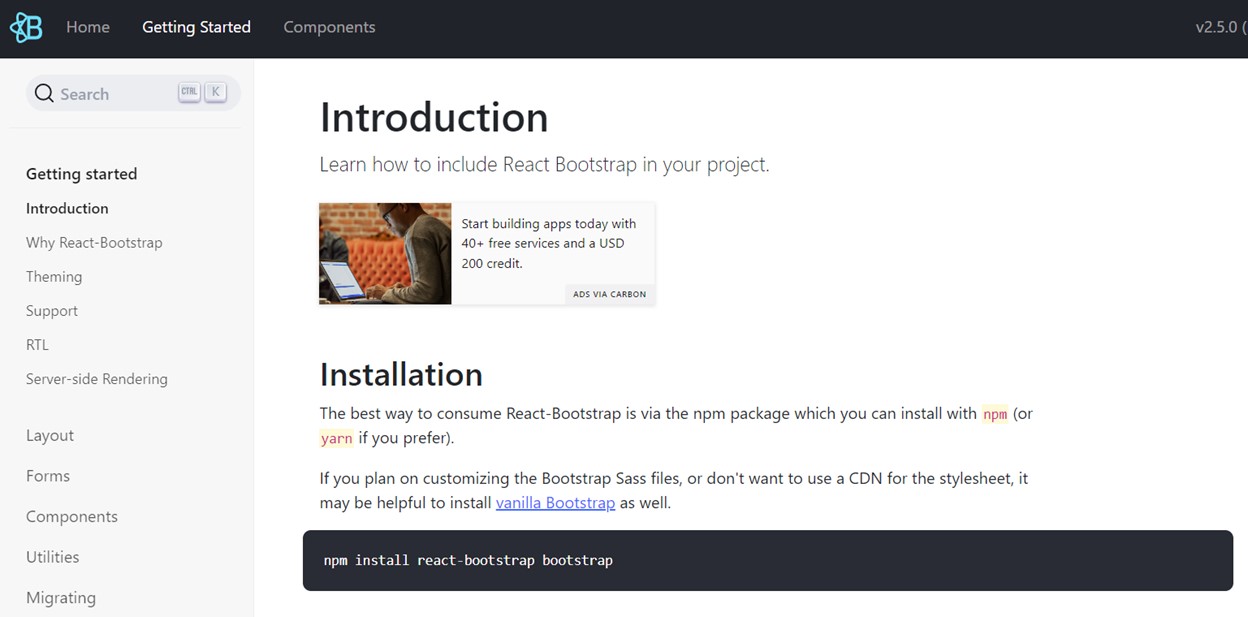 Home Getting Started Components v2.5.0 (
Search CTRL K
Getting started
Introduction
Why React-Bootstrap
Theming
Support
RTL
Server-side Rendering
Layout
Forms
Components
Utilities
Migrating
Introduction
Learn how to include React Bootstrap in your project.
Start building apps today with
40+ free services and a USD
200 credit.
ADS VIA CARBON
Installation
The best way to consume React-Bootstrap is via the npm package which you can install with npm (or
yarn if you prefer).
If you plan on customizing the Bootstrap Sass files, or don't want to use a CDN for the stylesheet, it
may be helpful to install vanilla Bootstrap as well.
npm install react-bootstrap bootstrap